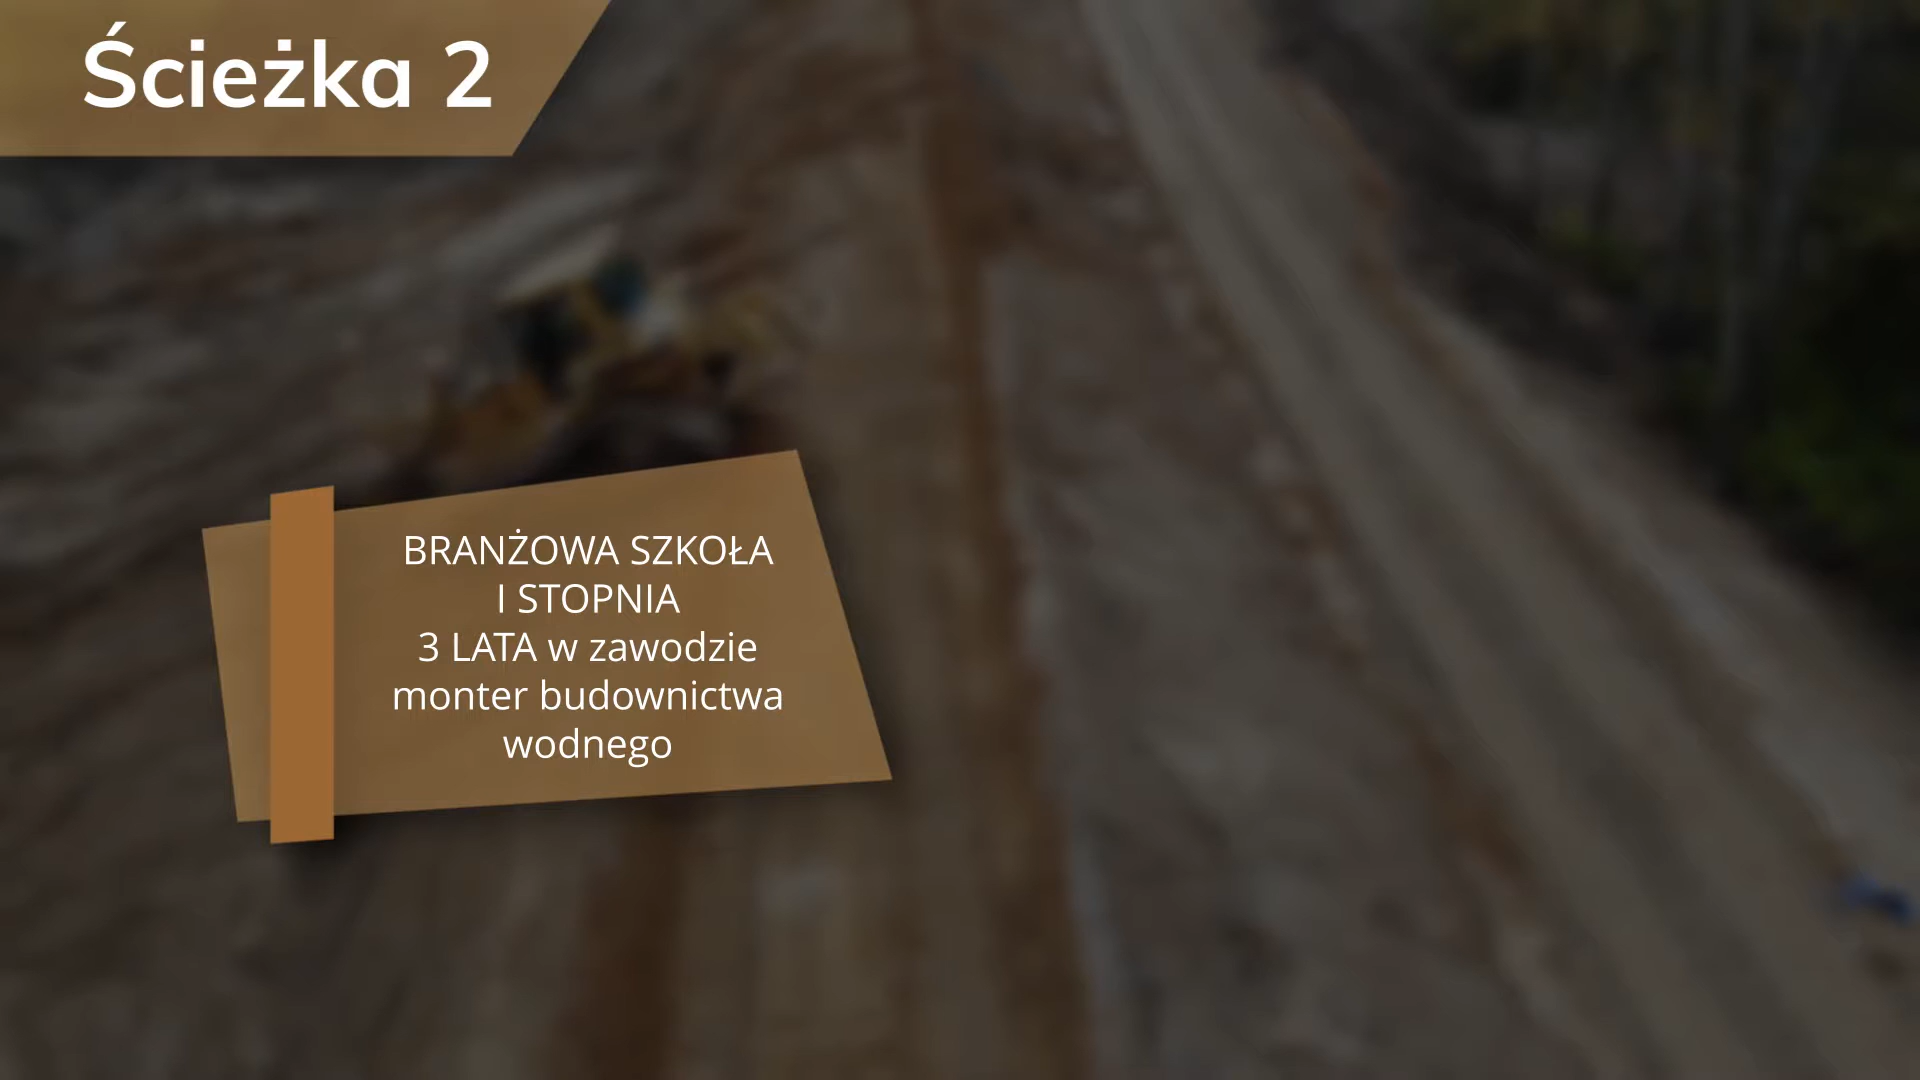 Ścieżka 2
BRANŻOWA SZKOŁA
I STOPNIA
3 LATA w zawodzie
monter budownictwa
wodnego